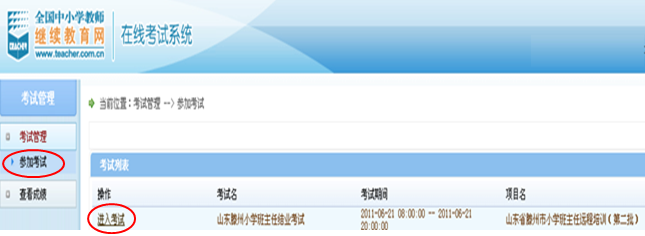 全国中小学教师
继续教育网
TEACHER
www.teacher.com.cn
在线考试系统
考试管理
当前位置：考试管理 --> 参加考试
考试管理
参加考试
查看成绩
考试列表
操作 考试名 考试期间 项目名
进入考试 山东滕州小学班主任结业考试 2011-06-21 08:00:00 -- 2011-06-21 山东省滕州市小学班主任远程培训（第二批）
20:00:00